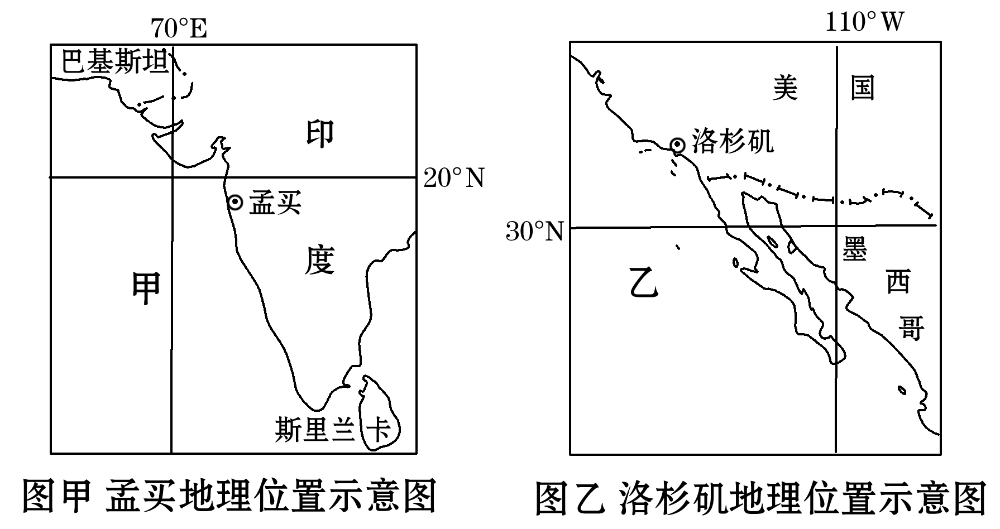 70°E
巴基斯坦
印
20°N
孟买
度
甲
斯里兰卡
图甲 孟买地理位置示意图
110°W
美国
洛杉矶
30°N
墨
西
哥
乙
图乙 洛杉矶地理位置示意图